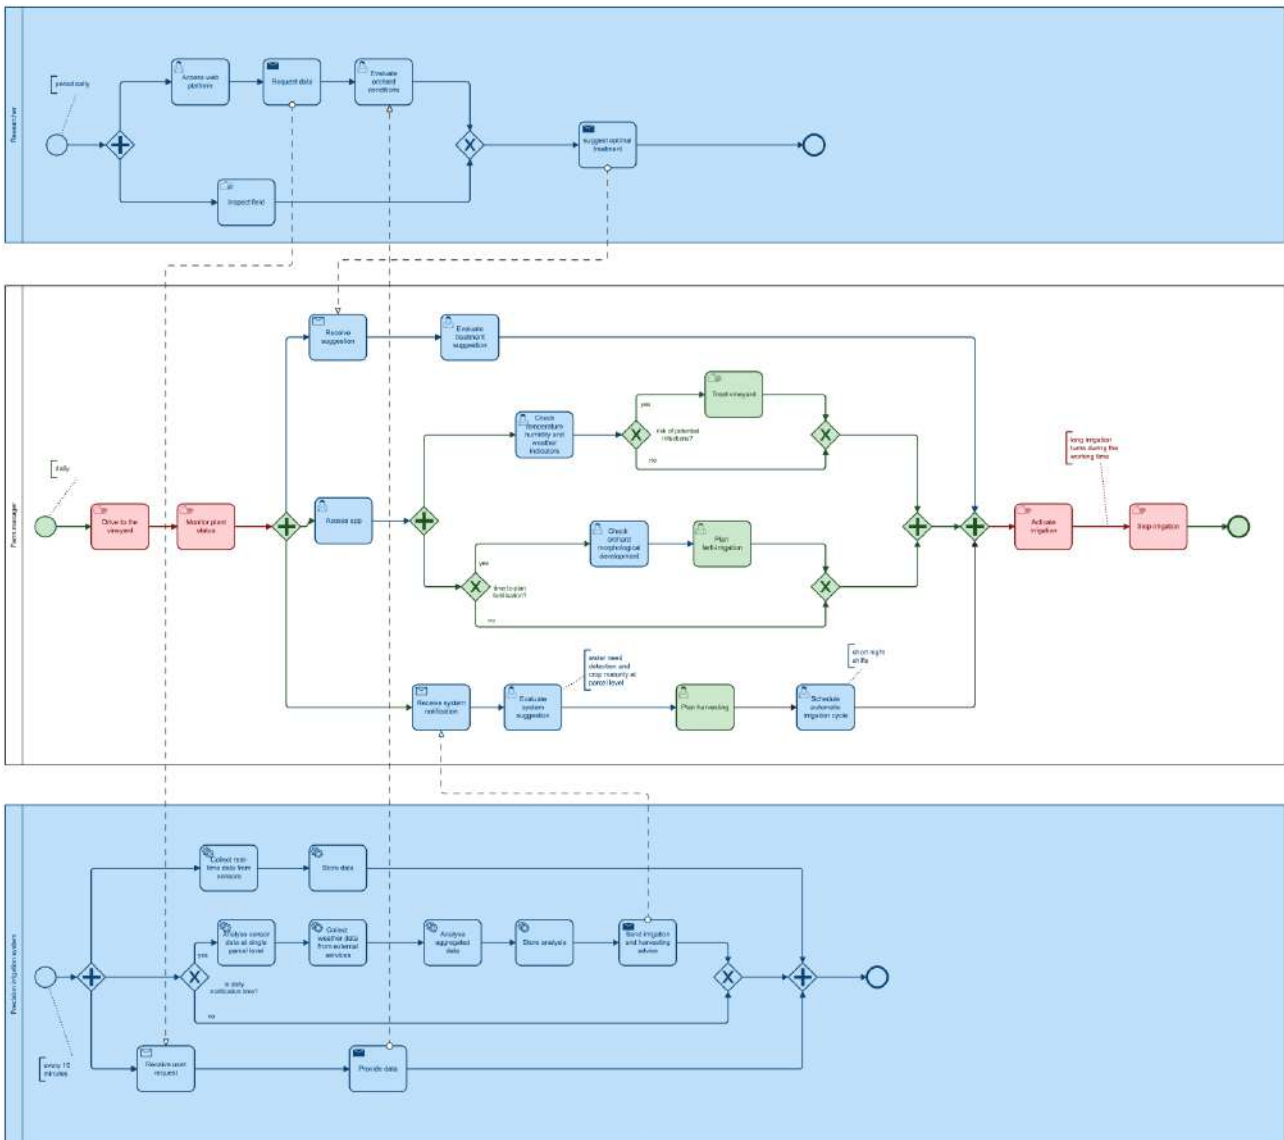 Researcher
periodically
Access web
platform
Request data
Evaluate
orchard
conditions
Inspect field
suggest optimal
treatment
Farm manager
daily
Drive to the
vineyard
Monitor plant
status
Receive
suggestion
Evaluate
treatment
suggestion
Access app
Check
temperature
humidity and
weather
indicators
risk of potential
infections?
yes
no
Treat vineyard
time to plan
fertilisation?
yes
no
Check
orchard
morphological
development
Plan
fertl-irrigation
Receive system
notification
Evaluate
system
suggestion
water need
detection and
crop maturity at
parcel level
Plan harvesting
Schedule
automatic
irrigation cycle
short night
shifts
Activate
irrigation
long irrigation
turns during the
working time
Stop irrigation
Precision irrigation system
every 10
minutes
Collect real-
time data from
sensors
Store data
is daily
notification time?
yes
no
Analyse sensor
data at single
parcel level
Collect
weather data
from external
services
Analyse
aggregated
data
Store analysis
Send irrigation
and harvesting
advice
Receive user
request
Provide data